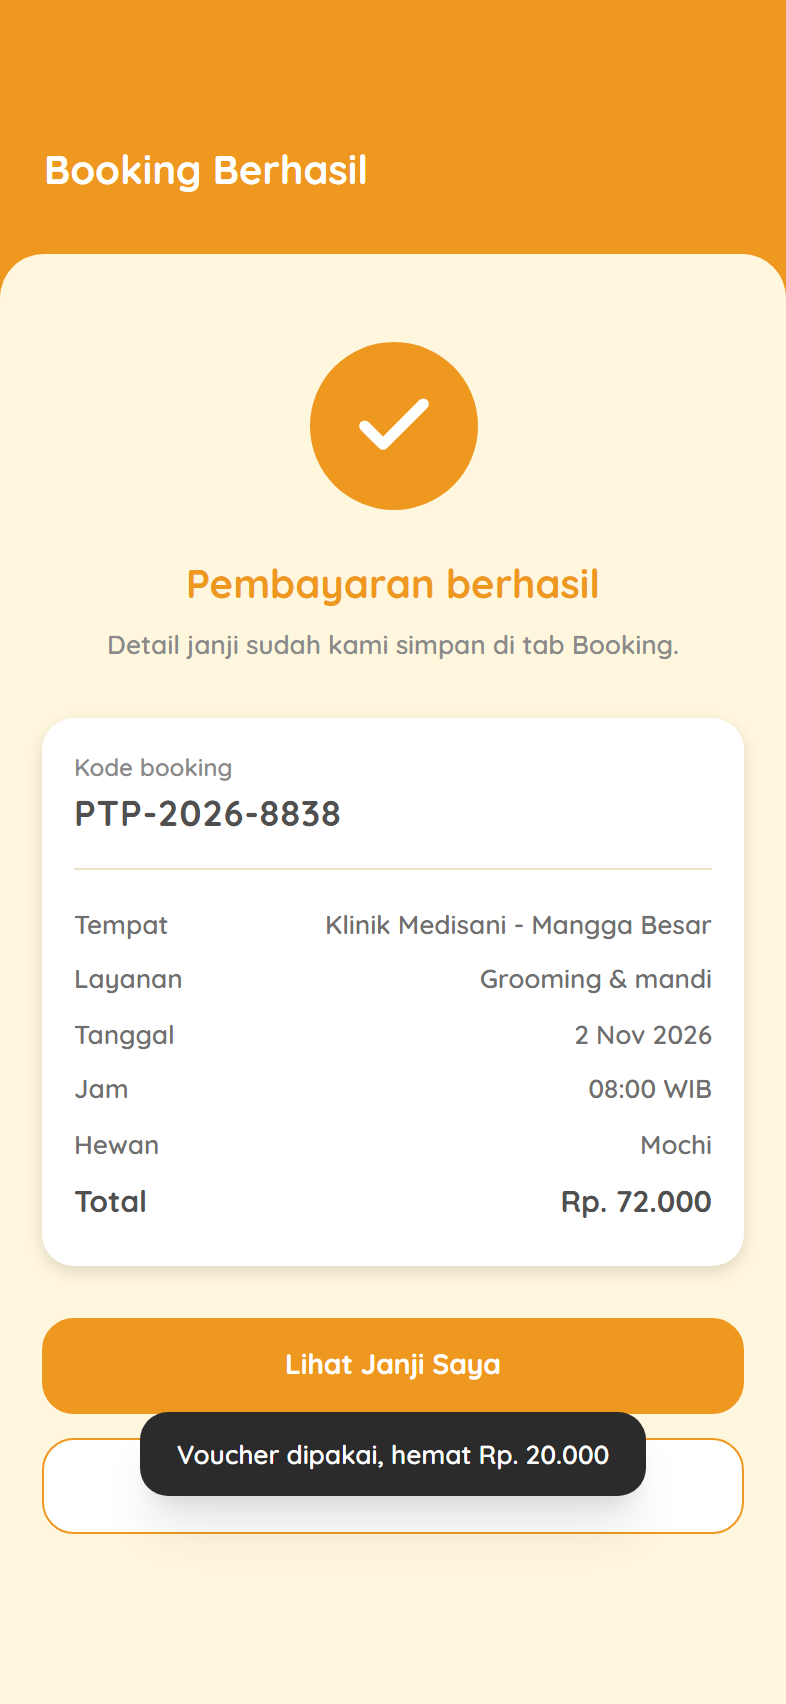 Booking Berhasil
Pembayaran berhasil
Detail janji sudah kami simpan di tab Booking.
Kode booking
PTP-2026-8838
Tempat Klinik Medisani - Mangga Besar
Layanan Grooming & mandi
Tanggal 2 Nov 2026
Jam 08:00 WIB
Hewan Mochi
Total Rp. 72.000
Lihat Janji Saya
Voucher dipakai, hemat Rp. 20.000